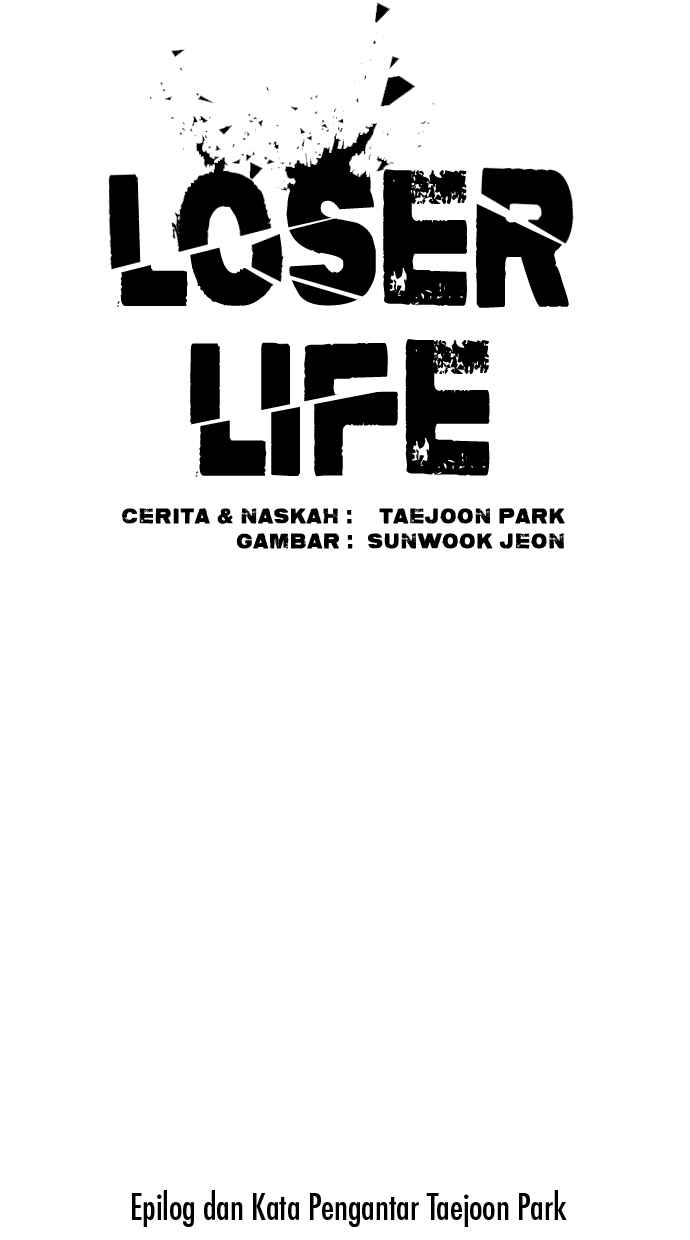 LOSER
LIFE
CERITA & NASKAH : TAEJOON PARK
GAMBAR : SUNWOOK JEON
Epilog dan Kata Pengantar Taejoon Park